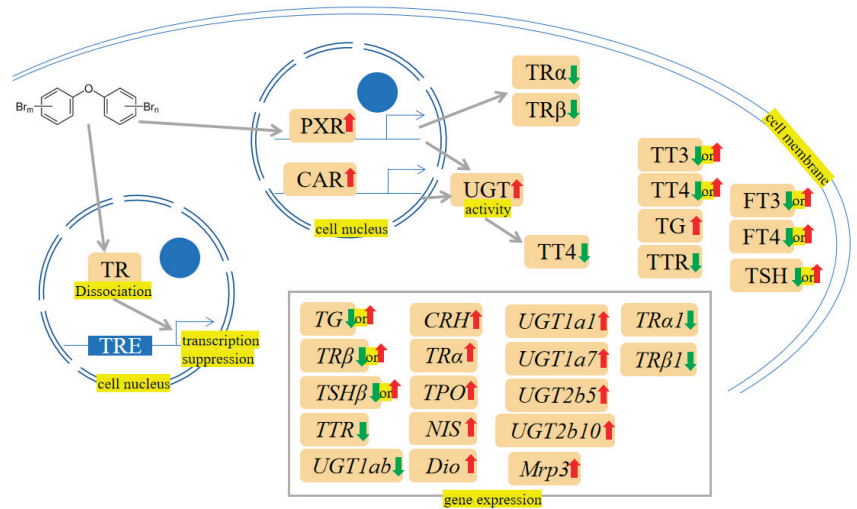 Brm
O
Brn
PXR
CAR
cell nucleus
TRα
TRβ
UGT
activity
TT4
TR
Dissociation
TRE
transcription
suppression
cell nucleus
TT3 or
TT4 or
TG
TTR
FT3 or
FT4 or
TSH or
cell membrane
TG or
TRβ or
TSHβ or
TTR
UGT1ab
CRH
TRα
TPO
NIS
Dio
UGT1a1
UGT1a7
UGT2b5
UGT2b10
Mrp3
TRα1
TRβ1
gene expression